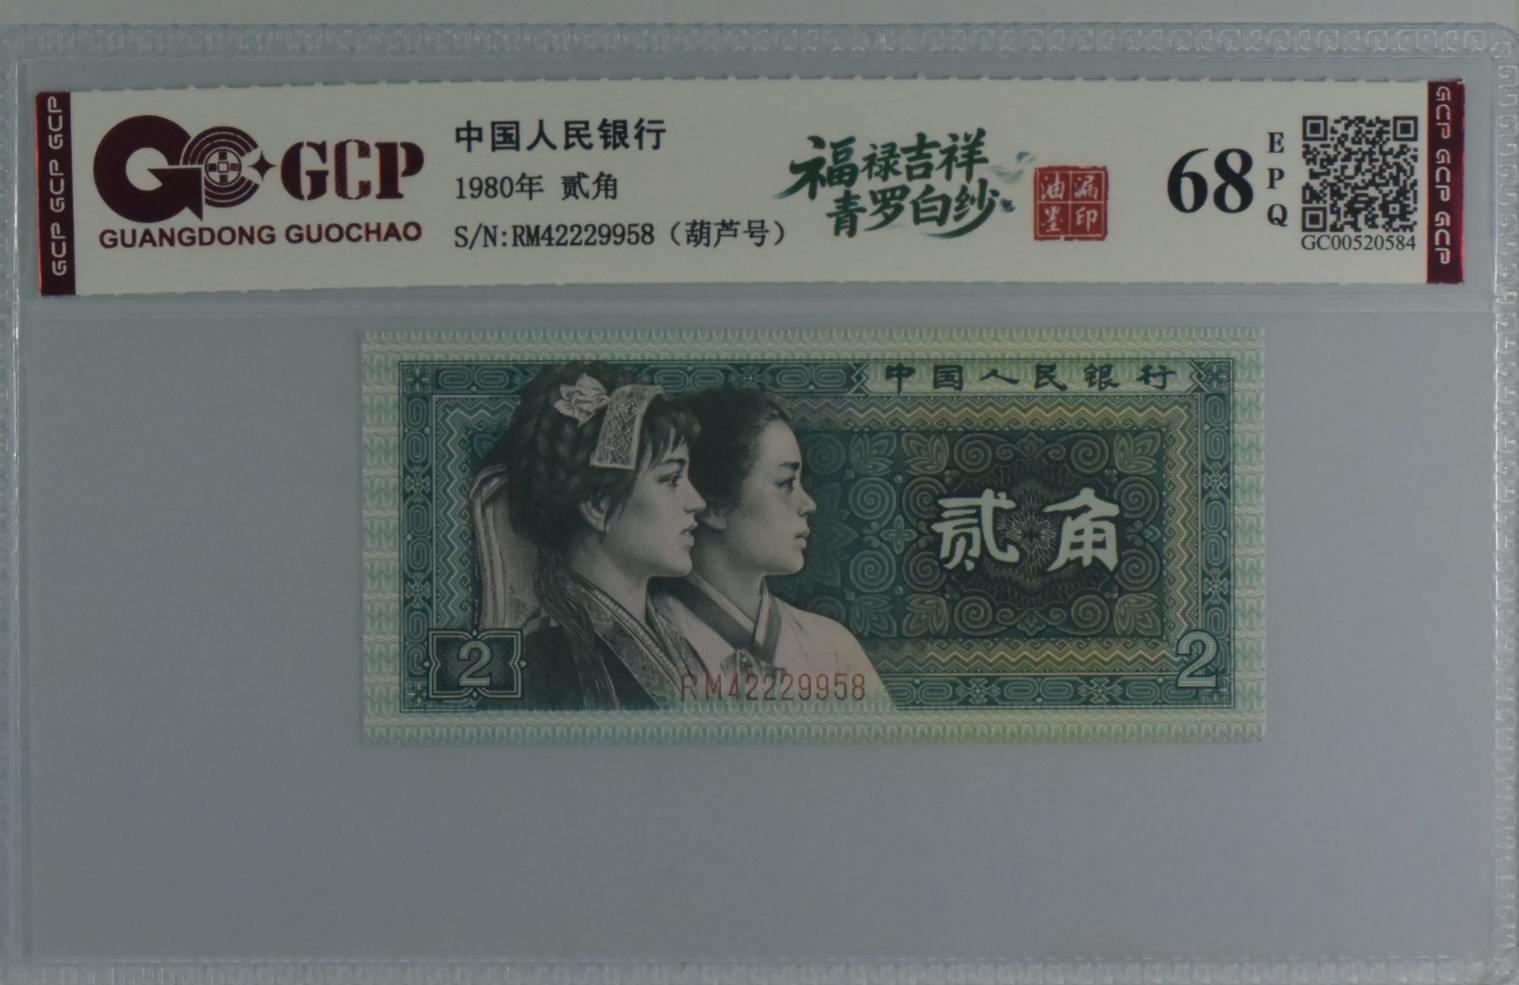 GCP GCP GCP
GCP
GUANGDONG GUOCHAO
中国人民银行
1980年 贰角
S/N:RM42229958（葫芦号）
福禄吉祥
青罗白纱
油墨漏印
68
EPQ
GC00520584
GCP GCP GCP
中国人民银行
贰角
2
2
RM42229958